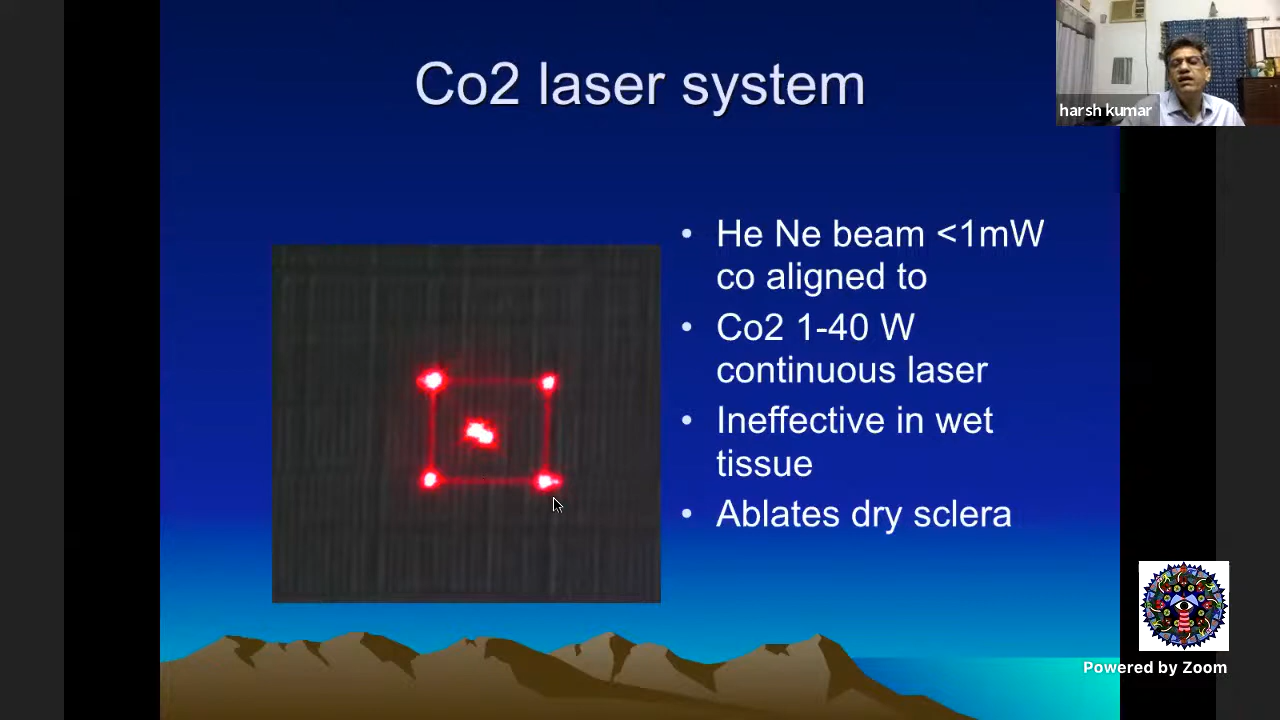 Co2 laser system
harsh kumar
He Ne beam <1mW
co aligned to
Co2 1-40 W
continuous laser
Ineffective in wet
tissue
Ablates dry sclera
Powered by Zoom